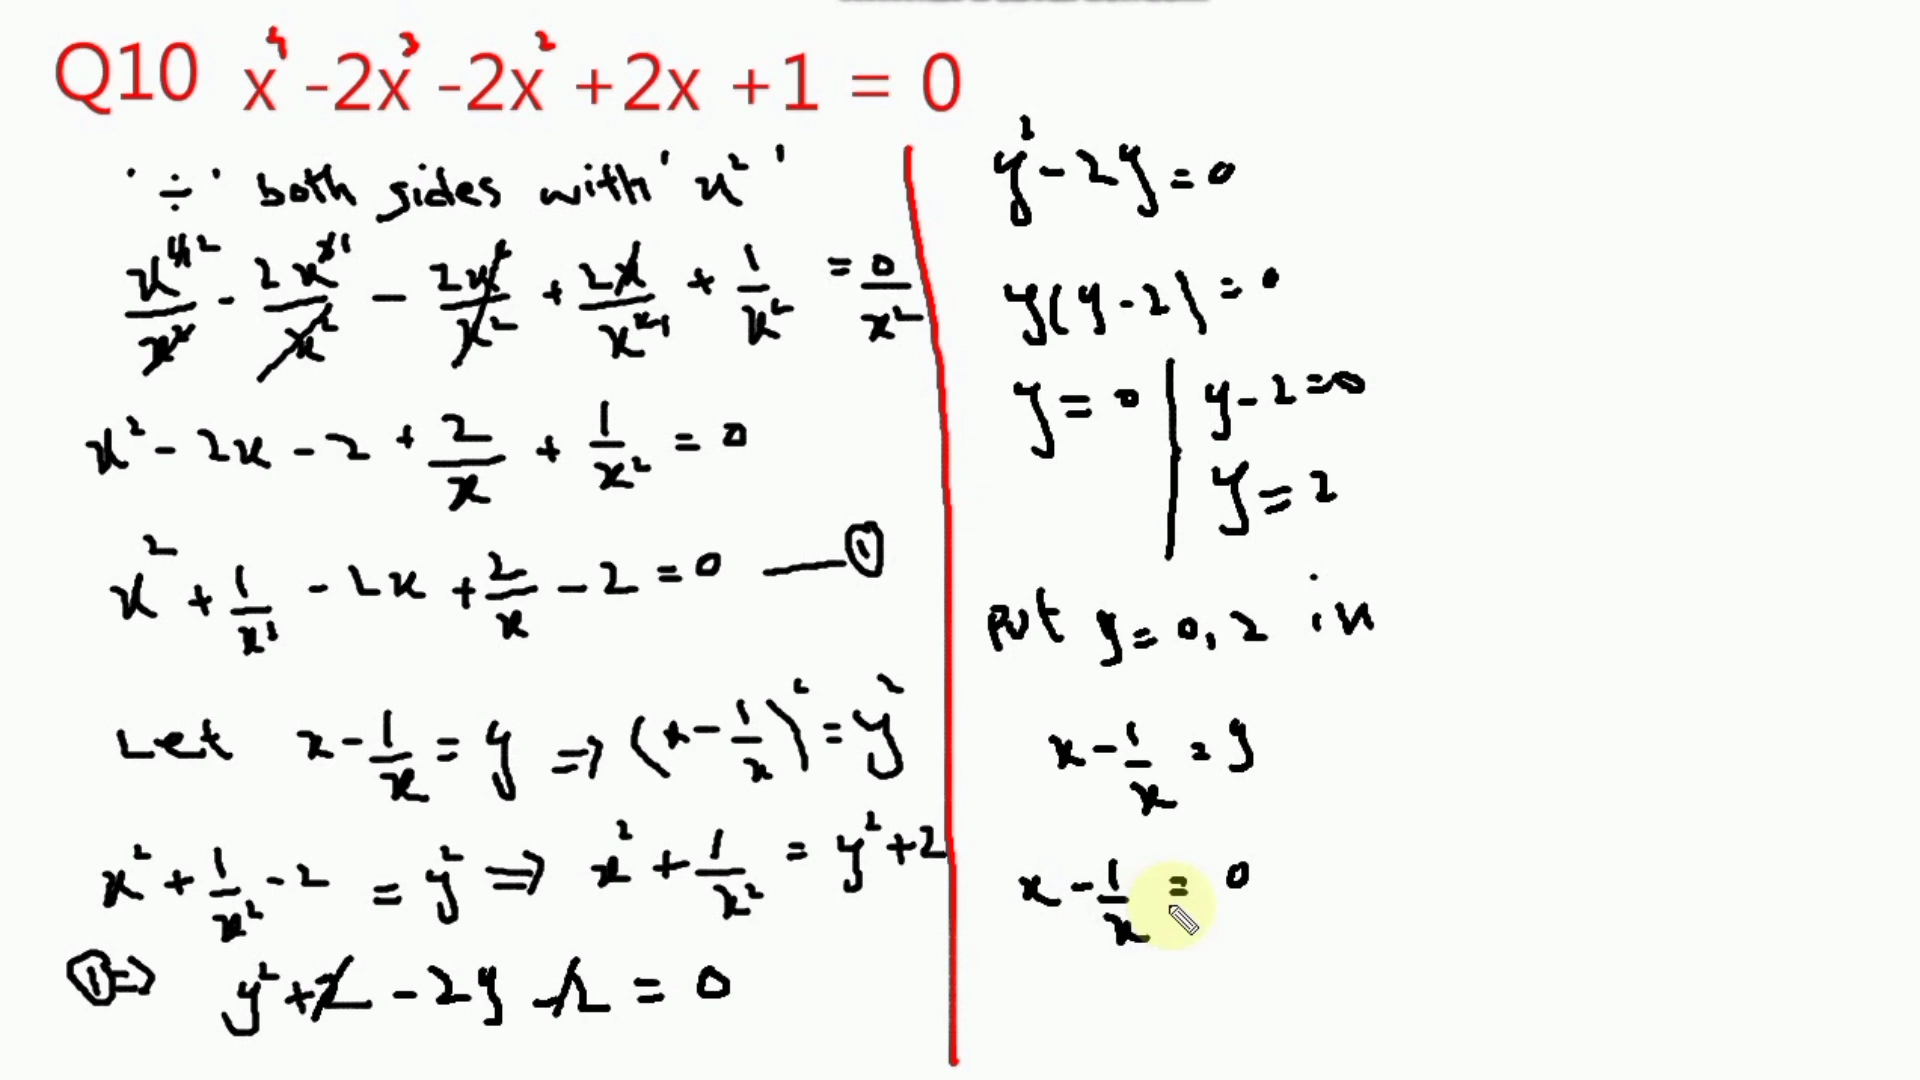 Q10 x⁴ -2x³ -2x² +2x +1 = 0
'÷' both sides with 'x²'
x⁴²/x² - 2x³¹/x² - 2x²/x² + 2x/x²¹ + 1/x² = 0/x²
x² - 2x - 2 + 2/x + 1/x² = 0
x² + 1/x² - 2x + 2/x - 2 = 0 —— ①
Let x - 1/x = y ⇒ (x - 1/x)² = y²
x² + 1/x² - 2 = y² ⇒ x² + 1/x² = y² + 2
① ⇒ y² + 2 - 2y - 2 = 0
y² - 2y = 0
y(y - 2) = 0
y = 0 | y - 2 = 0
y = 2
Put y = 0, 2 in
x - 1/x = y
x - 1/x = 0